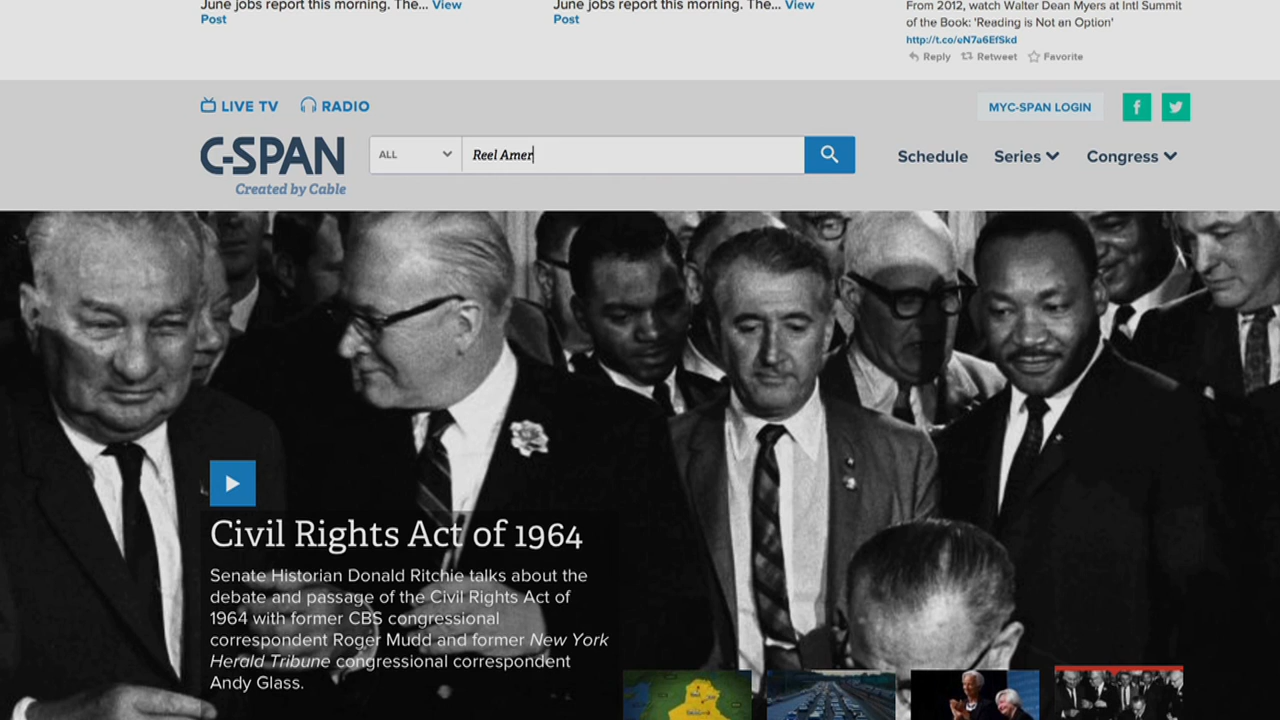 June jobs report this morning. The... View
Post
June jobs report this morning. The... View
Post
From 2012, watch Walter Dean Myers at Intl Summit
of the Book: 'Reading is Not an Option'
http://t.co/eN7a6EfSkd
Reply Retweet Favorite
LIVE TV RADIO
MYC-SPAN LOGIN
C-SPAN
Created by Cable
ALL
Reel Amer
Schedule Series Congress
Civil Rights Act of 1964
Senate Historian Donald Ritchie talks about the
debate and passage of the Civil Rights Act of
1964 with former CBS congressional
correspondent Roger Mudd and former New York
Herald Tribune congressional correspondent
Andy Glass.